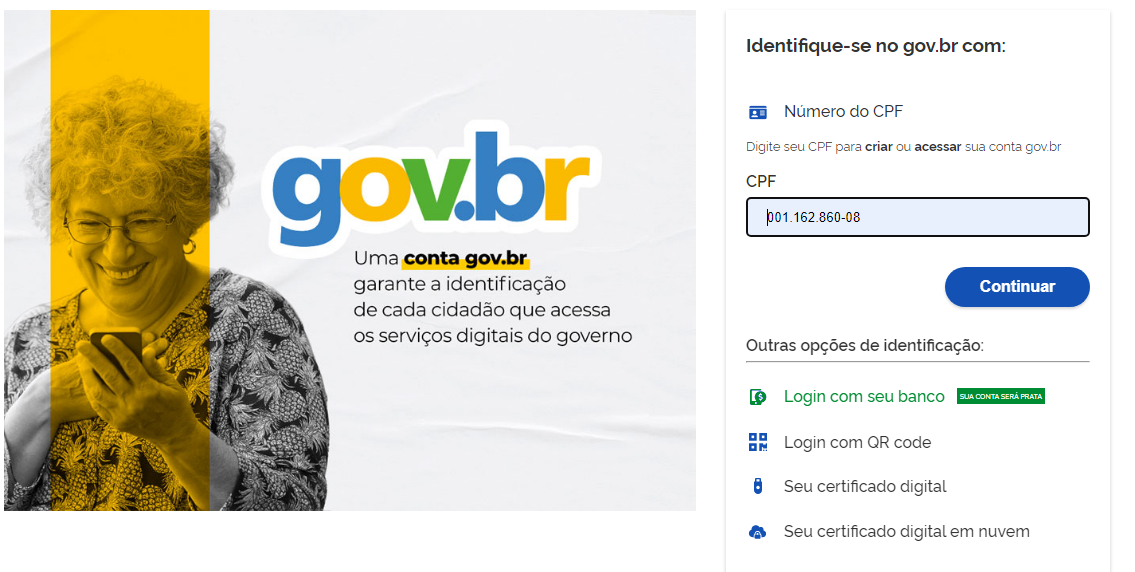 gov.br
Uma conta gov.br
garante a identificação
de cada cidadão que acessa
os serviços digitais do governo
Identifique-se no gov.br com:
Número do CPF
Digite seu CPF para criar ou acessar sua conta gov.br
CPF
001.162.860-08
Continuar
Outras opções de identificação:
Login com seu banco SUA CONTA SERÁ PRATA
Login com QR code
Seu certificado digital
Seu certificado digital em nuvem